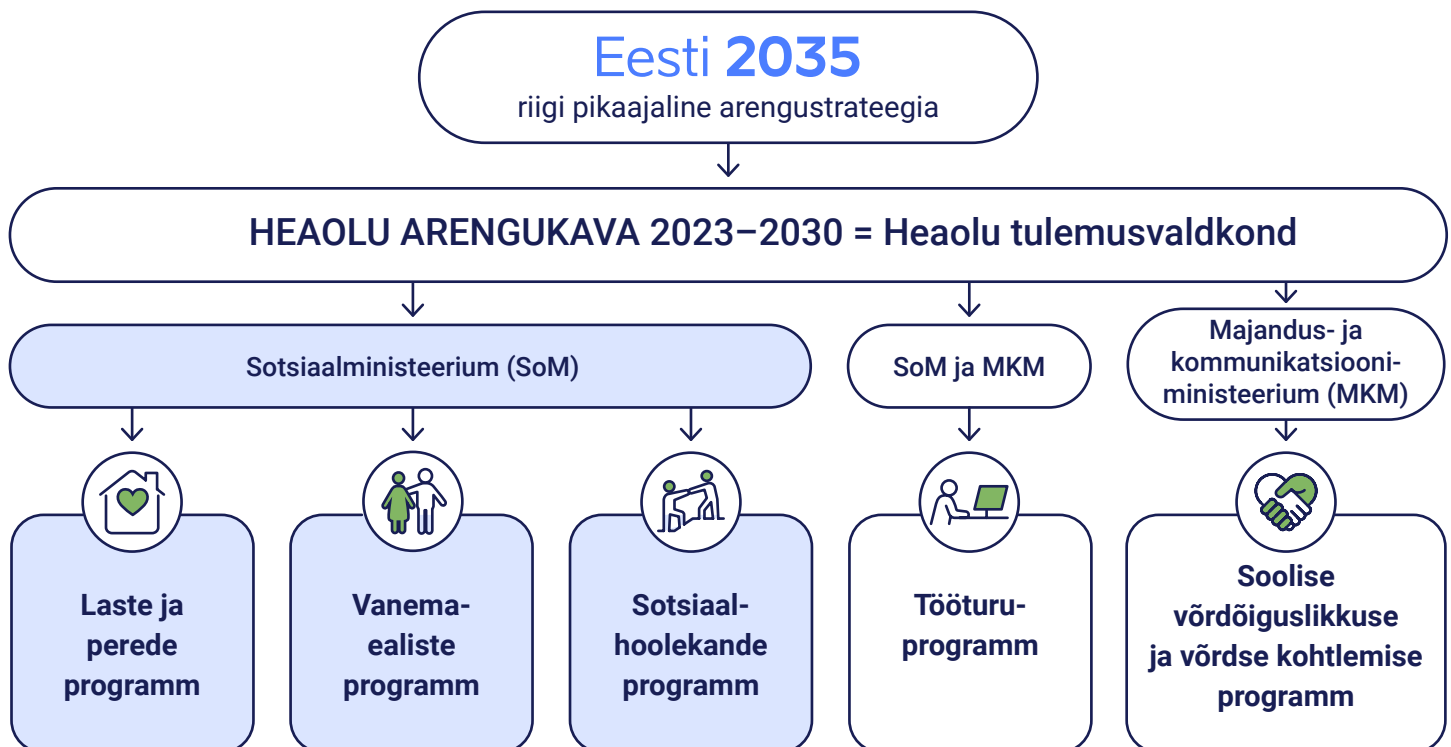 Eesti 2035
riigi pikaajaline arengustrateegia
HEAOLU ARENGUKAVA 2023–2030 = Heaolu tulemusvaldkond
Sotsiaalministeerium (SoM)
SoM ja MKM
Majandus- ja
kommunikatsiooni-
ministeerium (MKM)
Laste ja
perede
programm
Vanema-
ealiste
programm
Sotsiaal-
hoolekande
programm
Tööturu-
programm
Soolise
võrdõiguslikkuse
ja võrdse kohtlemise
programm